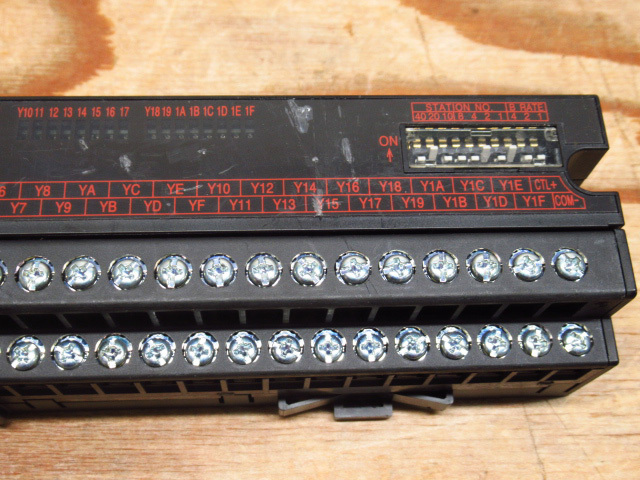 Y10 11 12 13 14 15 16 17 Y18 19 1A 1B 1C 1D 1E 1F
STATION NO. B RATE
40 20 10 8 4 2 1 4 2 1
ON
Y8 YA YC YE Y10 Y12 Y14 Y16 Y18 Y1A Y1C Y1E CTL+
Y7 Y9 YB YD YF Y11 Y13 Y15 Y17 Y19 Y1B Y1D Y1F COM-